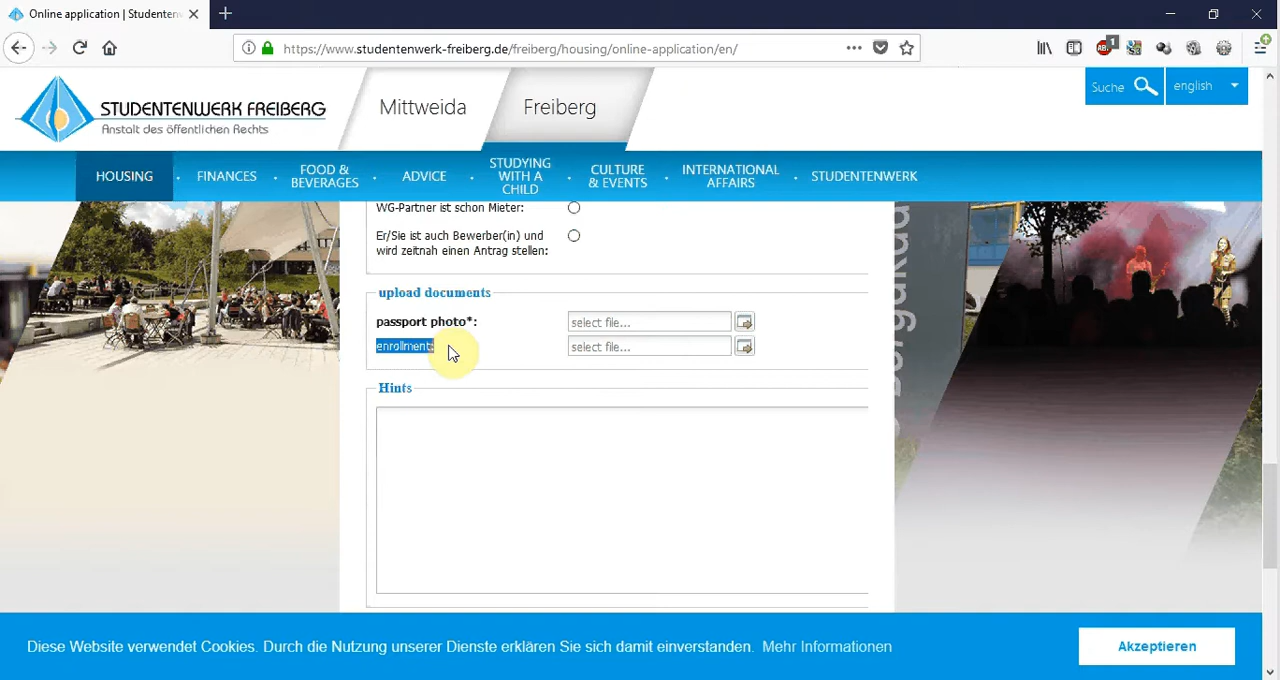 Online application | Studenten
https://www.studentenwerk-freiberg.de/freiberg/housing/online-application/en/
STUDENTENWERK FREIBERG
Anstalt des öffentlichen Rechts
Mittweida
Freiberg
Suche
english
HOUSING
FINANCES
FOOD & BEVERAGES
ADVICE
STUDYING WITH A CHILD
CULTURE & EVENTS
INTERNATIONAL AFFAIRS
STUDENTENWERK
WG-Partner ist schon Mieter:
Er/Sie ist auch Bewerber(in) und
wird zeitnah einen Antrag stellen:
upload documents
passport photo*:
select file...
enrollment:
select file...
Hints
Diese Website verwendet Cookies. Durch die Nutzung unserer Dienste erklären Sie sich damit einverstanden. Mehr Informationen
Akzeptieren